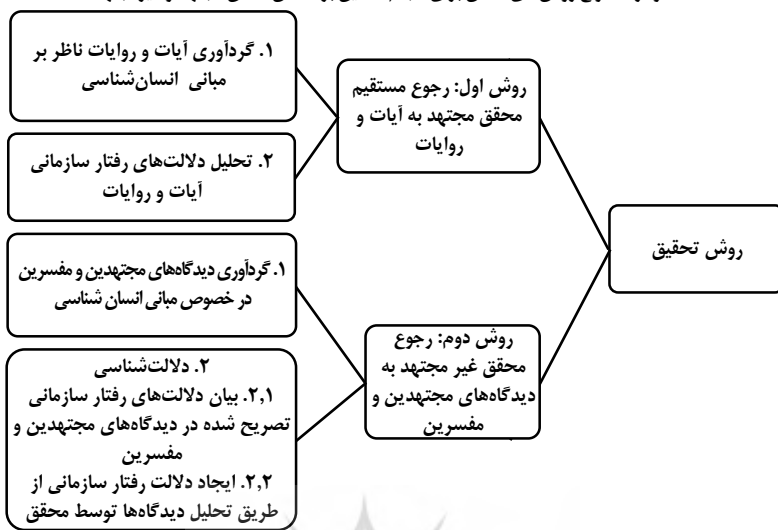 روش تحقیق
روش اول: رجوع مستقیم
محقق مجتهد به آیات و
روایات
۱. گردآوری آیات و روایات ناظر بر
مبانی انسان‌شناسی
۲. تحلیل دلالت‌های رفتار سازمانی
آیات و روایات
روش دوم: رجوع
محقق غیر مجتهد به
دیدگاه‌های مجتهدین و
مفسرین
۱. گردآوری دیدگاه‌های مجتهدین و مفسرین
در خصوص مبانی انسان شناسی
۲. دلالت‌شناسی
۲,۱. بیان دلالت‌های رفتار سازمانی
تصریح شده در دیدگاه‌های مجتهدین و
مفسرین
۲,۲. ایجاد دلالت رفتار سازمانی از
طریق تحلیل دیدگاه‌ها توسط محقق